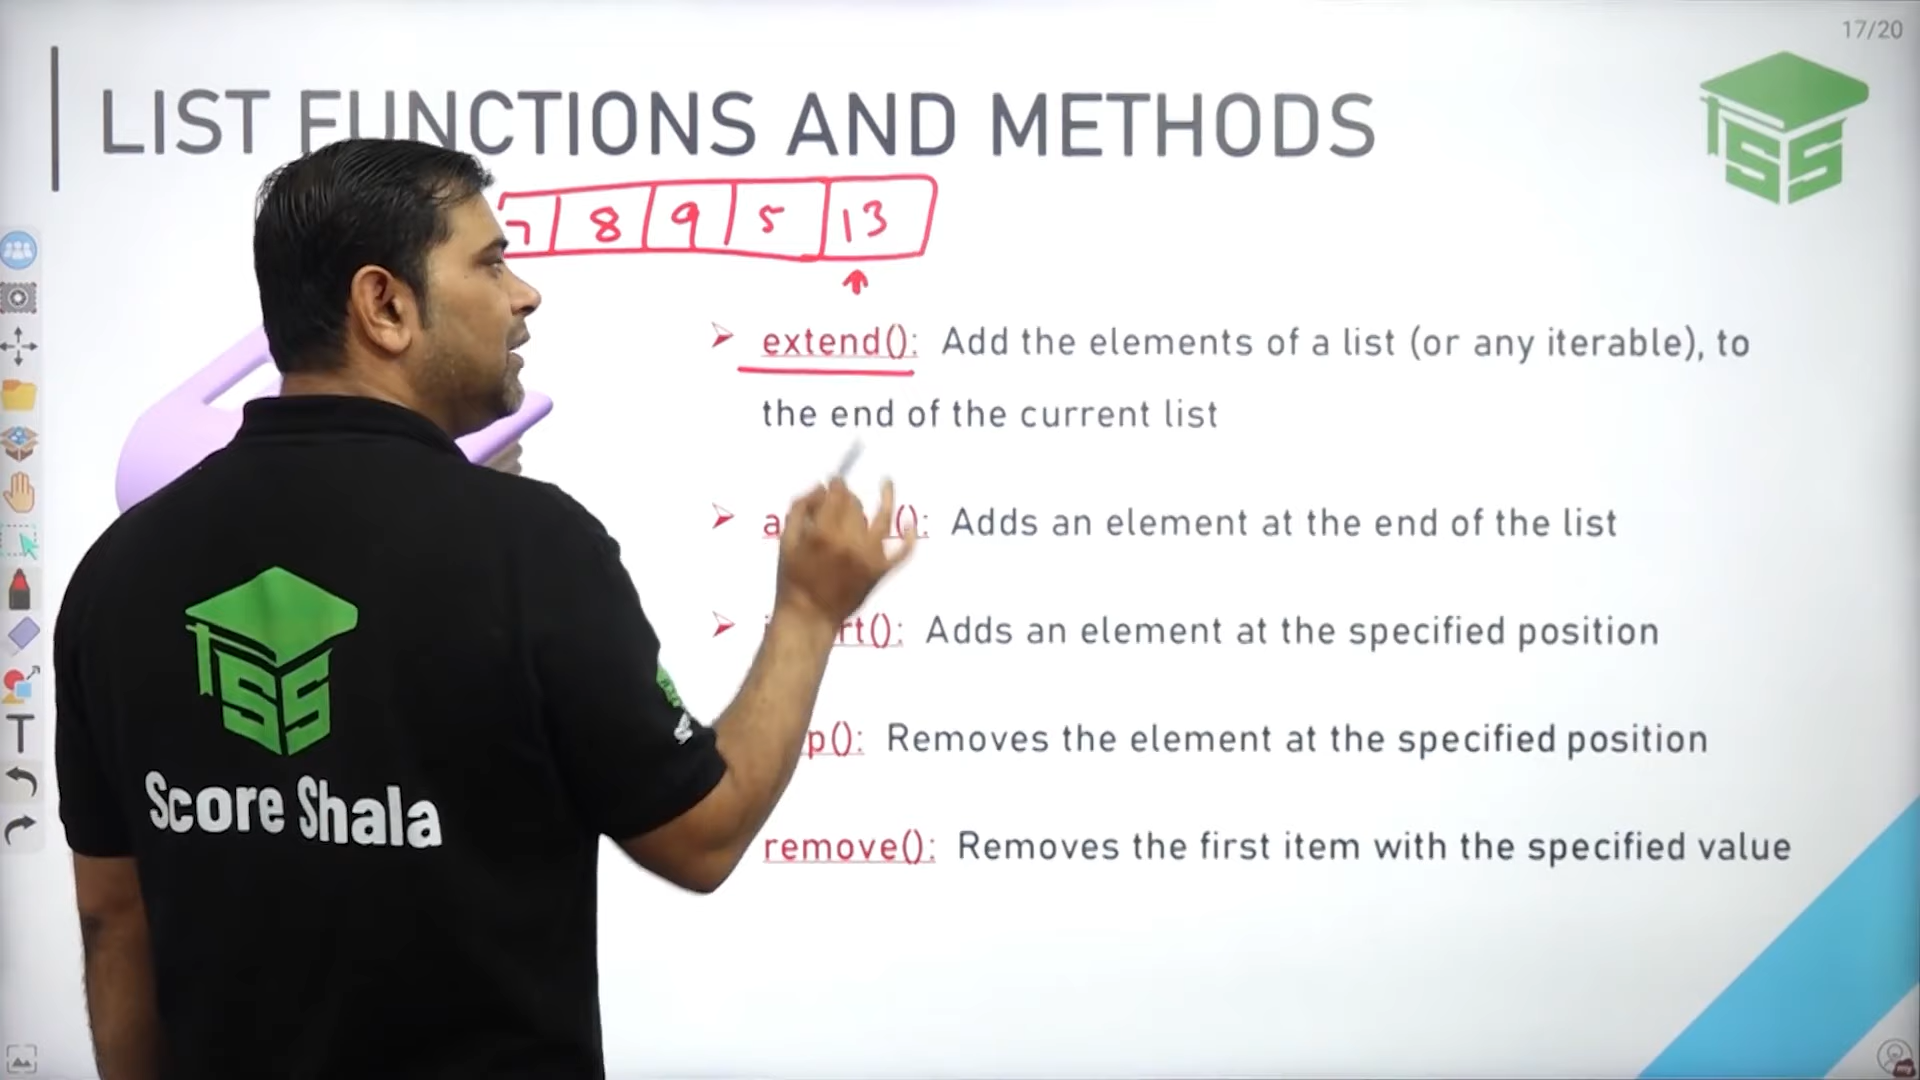 17/20
LIST FUNCTIONS AND METHODS
SS
7 8 9 5 13
extend(): Add the elements of a list (or any iterable), to
the end of the current list
(): Adds an element at the end of the list
rt(): Adds an element at the specified position
p(): Removes the element at the specified position
remove(): Removes the first item with the specified value
SS
Score Shala
T